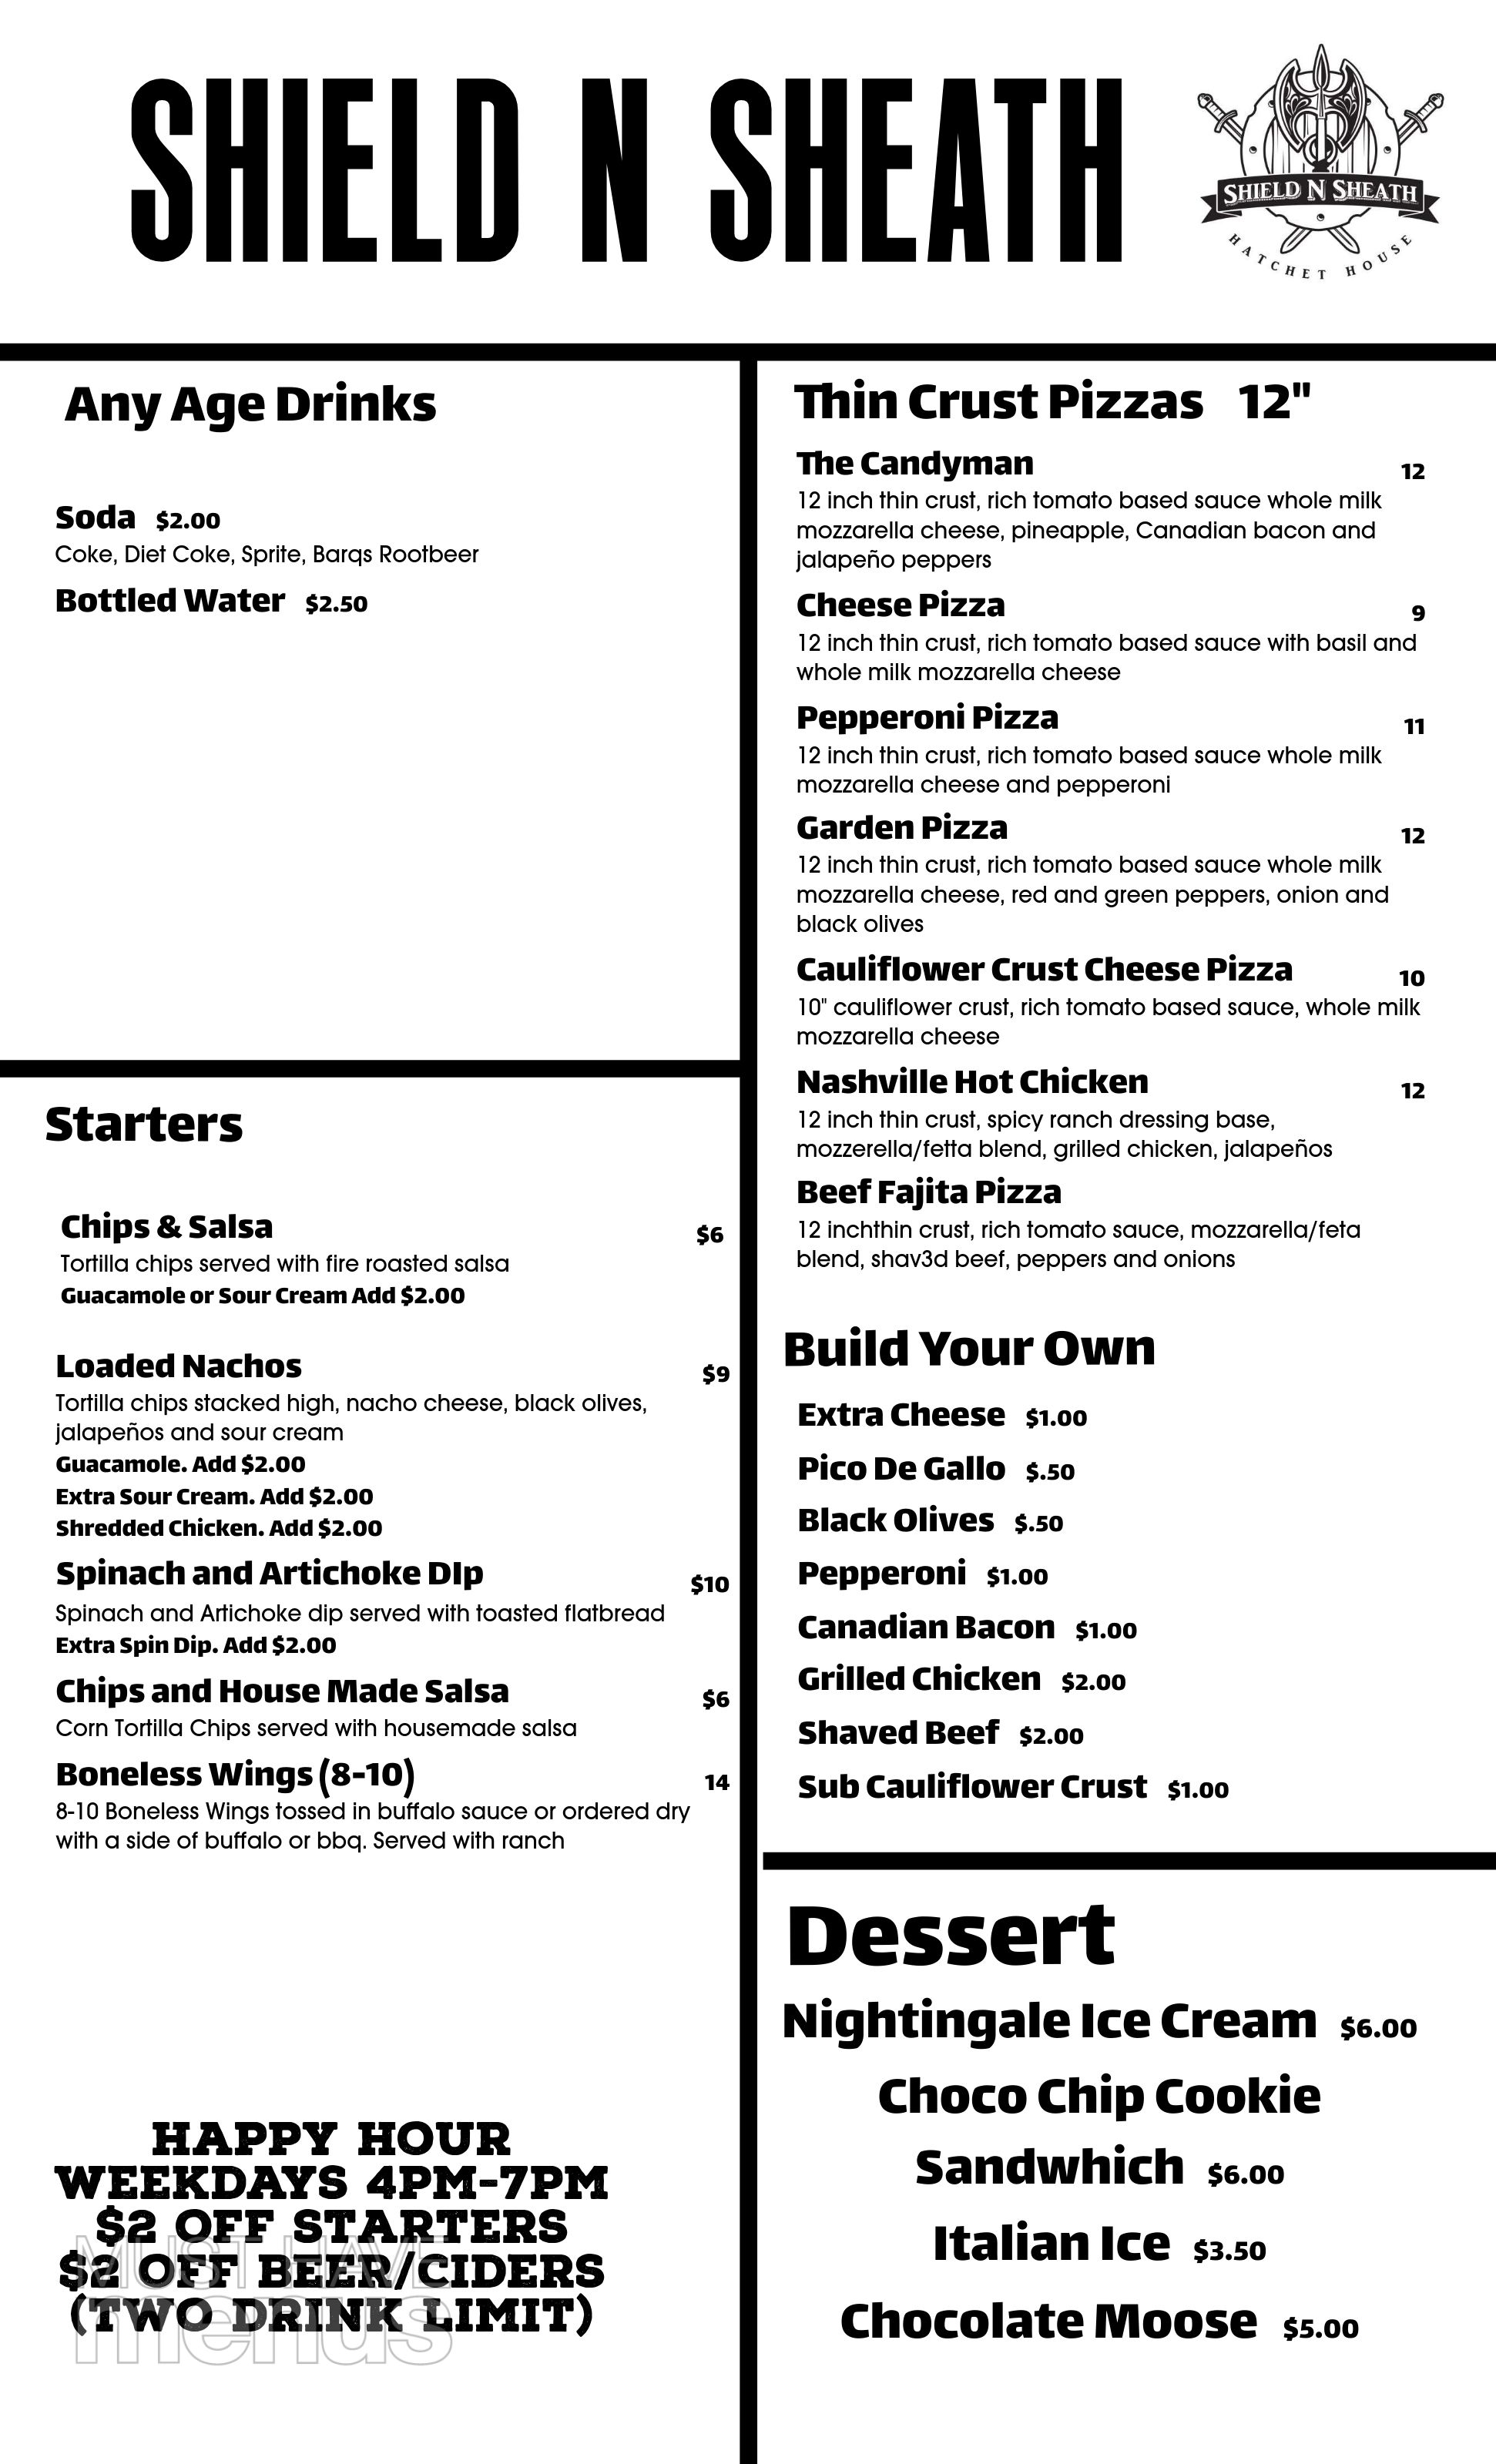 SHIELD N SHEATH
SHIELD N SHEATH
HATCHET HOUSE
Any Age Drinks
Soda $2.00
Coke, Diet Coke, Sprite, Barqs Rootbeer
Bottled Water $2.50
Starters
Chips & Salsa $6
Tortilla chips served with fire roasted salsa
Guacamole or Sour Cream Add $2.00
Loaded Nachos $9
Tortilla chips stacked high, nacho cheese, black olives,
jalapeños and sour cream
Guacamole. Add $2.00
Extra Sour Cream. Add $2.00
Shredded Chicken. Add $2.00
Spinach and Artichoke DIp $10
Spinach and Artichoke dip served with toasted flatbread
Extra Spin Dip. Add $2.00
Chips and House Made Salsa $6
Corn Tortilla Chips served with housemade salsa
Boneless Wings (8-10) 14
8-10 Boneless Wings tossed in buffalo sauce or ordered dry
with a side of buffalo or bbq. Served with ranch
HAPPY HOUR
WEEKDAYS 4PM-7PM
$2 OFF STARTERS
$2 OFF BEER/CIDERS
(TWO DRINK LIMIT)
MUST HAVE
menus
Thin Crust Pizzas 12"
The Candyman 12
12 inch thin crust, rich tomato based sauce whole milk
mozzarella cheese, pineapple, Canadian bacon and
jalapeño peppers
Cheese Pizza 9
12 inch thin crust, rich tomato based sauce with basil and
whole milk mozzarella cheese
Pepperoni Pizza 11
12 inch thin crust, rich tomato based sauce whole milk
mozzarella cheese and pepperoni
Garden Pizza 12
12 inch thin crust, rich tomato based sauce whole milk
mozzarella cheese, red and green peppers, onion and
black olives
Cauliflower Crust Cheese Pizza 10
10" cauliflower crust, rich tomato based sauce, whole milk
mozzarella cheese
Nashville Hot Chicken 12
12 inch thin crust, spicy ranch dressing base,
mozzerella/fetta blend, grilled chicken, jalapeños
Beef Fajita Pizza
12 inchthin crust, rich tomato sauce, mozzarella/feta
blend, shav3d beef, peppers and onions
Build Your Own
Extra Cheese $1.00
Pico De Gallo $.50
Black Olives $.50
Pepperoni $1.00
Canadian Bacon $1.00
Grilled Chicken $2.00
Shaved Beef $2.00
Sub Cauliflower Crust $1.00
Dessert
Nightingale Ice Cream $6.00
Choco Chip Cookie
Sandwhich $6.00
Italian Ice $3.50
Chocolate Moose $5.00